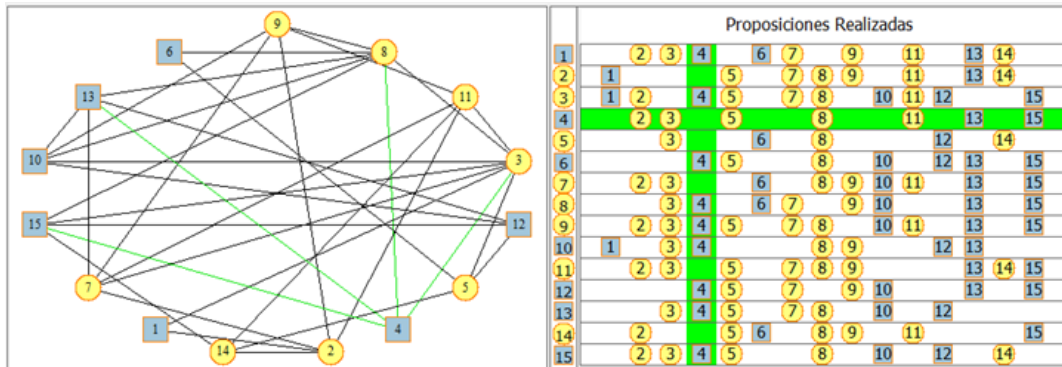 9
6
8
13
11
10
3
15
12
7
5
1
4
14
2
Proposiciones Realizadas
1 2 3 4 6 7 9 11 13 14
2 1 5 7 8 9 11 13 14
3 1 2 4 5 7 8 10 11 12 15
4 2 3 5 8 11 13 15
5 3 6 8 12 14
6 4 5 8 10 12 13 15
7 2 3 6 8 9 10 11 13 15
8 3 4 6 7 9 10 13 15
9 2 3 4 5 7 8 10 11 13 15
10 1 3 4 8 9 12 13
11 2 3 5 7 8 9 13 14 15
12 4 5 7 9 10 13 15
13 3 4 5 7 8 10 12
14 2 5 6 8 9 11 15
15 2 3 4 5 8 10 12 14